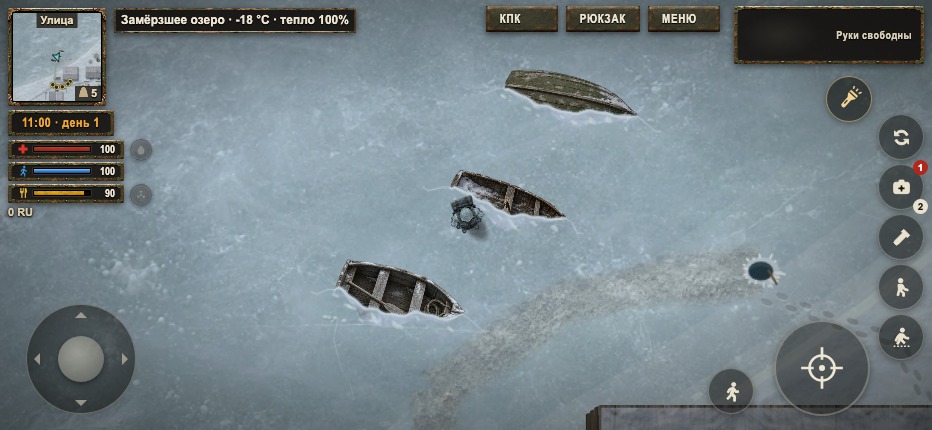 Улица
Замёрзшее озеро · -18 °C · тепло 100%
КПК
РЮКЗАК
МЕНЮ
Руки свободны
5
11:00 · день 1
100
100
90
0 RU
1
2